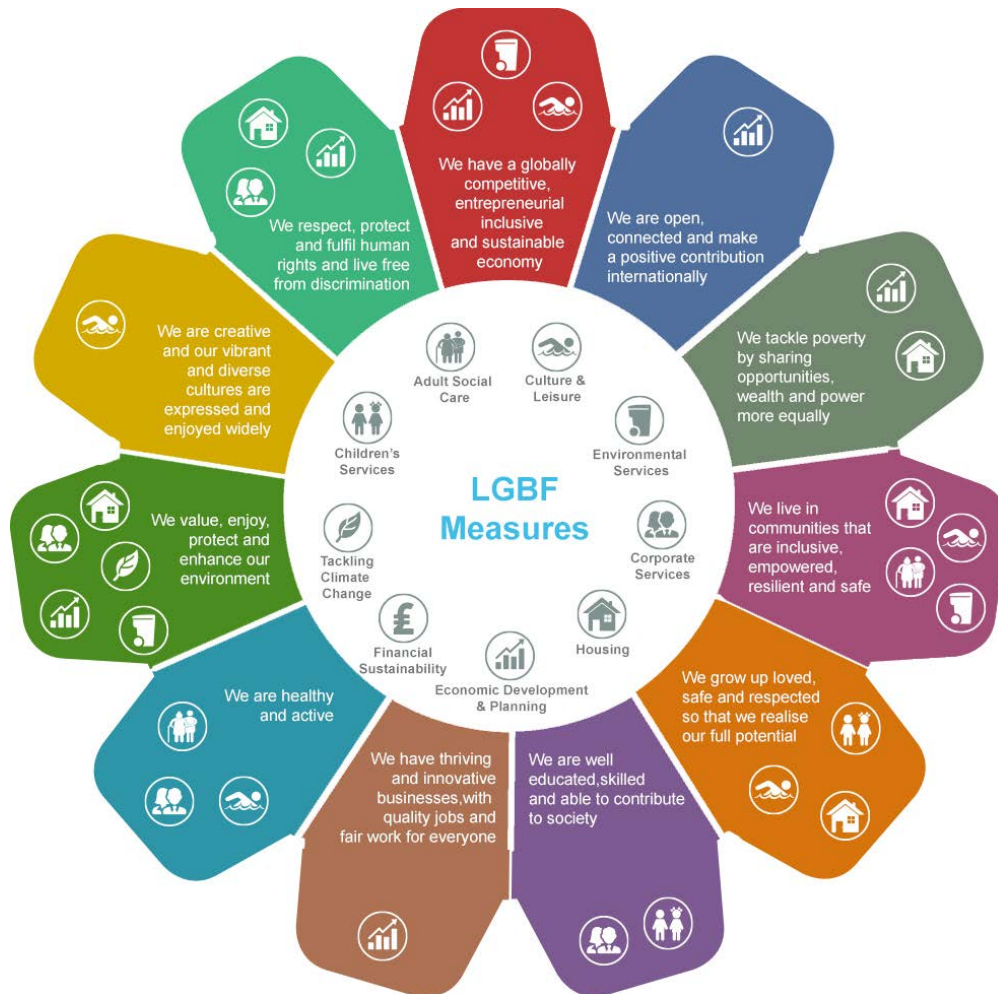 We have a globally
competitive,
entrepreneurial
inclusive
and sustainable
economy
We are open,
connected and make
a positive contribution
internationally
We tackle poverty
by sharing
opportunities,
wealth and power
more equally
We live in
communities that
are inclusive,
empowered,
resilient and safe
We grow up loved,
safe and respected
so that we realise
our full potential
We are well
educated,skilled
and able to contribute
to society
We have thriving
and innovative
businesses,with
quality jobs and
fair work for everyone
We are healthy
and active
We value, enjoy,
protect and
enhance our
environment
We are creative
and our vibrant
and diverse
cultures are
expressed and
enjoyed widely
We respect, protect
and fulfil human
rights and live free
from discrimination
LGBF
Measures
Adult Social
Care
Culture &
Leisure
Environmental
Services
Corporate
Services
Housing
Economic Development
& Planning
£
Financial
Sustainability
Tackling
Climate
Change
Children's
Services